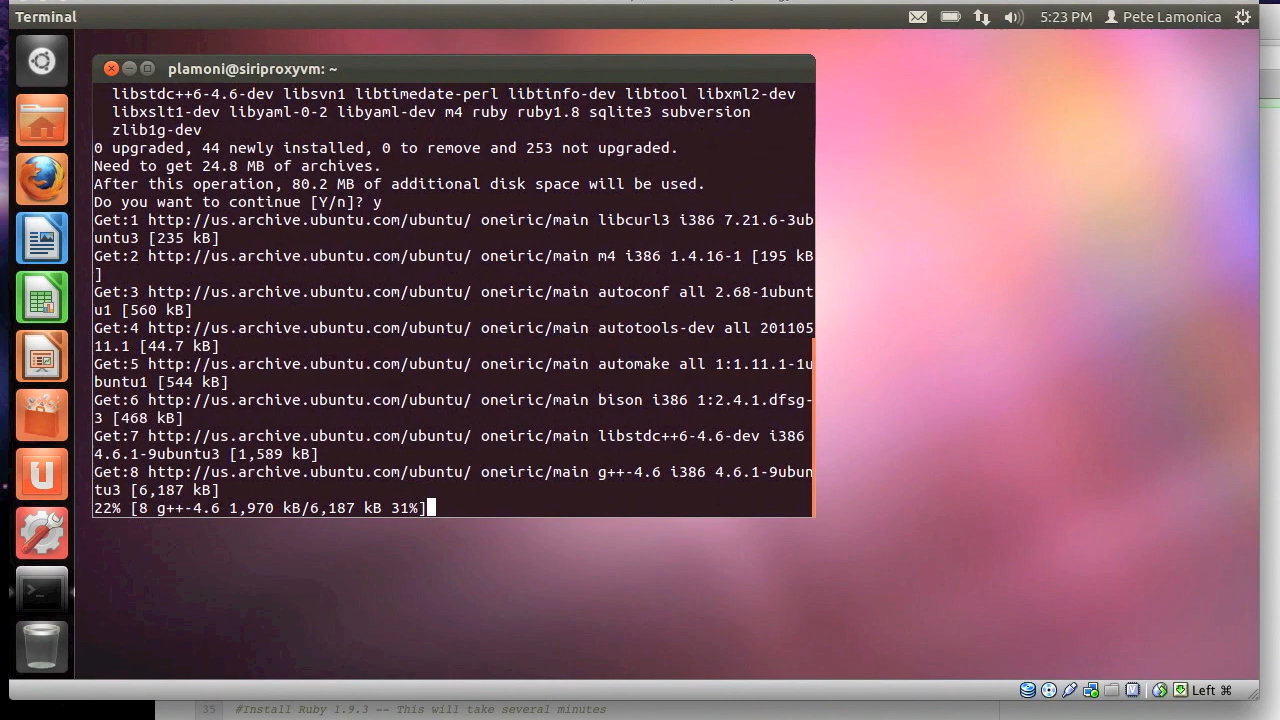 Terminal
5:23 PM
Pete Lamonica
plamoni@siriproxyvm: ~
libstdc++6-4.6-dev libsvn1 libtimedate-perl libtinfo-dev libtool libxml2-dev
libxslt1-dev libyaml-0-2 libyaml-dev m4 ruby ruby1.8 sqlite3 subversion
zlib1g-dev
0 upgraded, 44 newly installed, 0 to remove and 253 not upgraded.
Need to get 24.8 MB of archives.
After this operation, 80.2 MB of additional disk space will be used.
Do you want to continue [Y/n]? y
Get:1 http://us.archive.ubuntu.com/ubuntu/ oneiric/main libcurl3 i386 7.21.6-3ub
untu3 [235 kB]
Get:2 http://us.archive.ubuntu.com/ubuntu/ oneiric/main m4 i386 1.4.16-1 [195 kB
]
Get:3 http://us.archive.ubuntu.com/ubuntu/ oneiric/main autoconf all 2.68-1ubunt
u1 [560 kB]
Get:4 http://us.archive.ubuntu.com/ubuntu/ oneiric/main autotools-dev all 201105
11.1 [44.7 kB]
Get:5 http://us.archive.ubuntu.com/ubuntu/ oneiric/main automake all 1:1.11.1-1u
buntu1 [544 kB]
Get:6 http://us.archive.ubuntu.com/ubuntu/ oneiric/main bison i386 1:2.4.1.dfsg-
3 [468 kB]
Get:7 http://us.archive.ubuntu.com/ubuntu/ oneiric/main libstdc++6-4.6-dev i386
4.6.1-9ubuntu3 [1,589 kB]
Get:8 http://us.archive.ubuntu.com/ubuntu/ oneiric/main g++-4.6 i386 4.6.1-9ubun
tu3 [6,187 kB]
22% [8 g++-4.6 1,970 kB/6,187 kB 31%]
Left ⌘
35 #Install Ruby 1.9.3 -- This will take several minutes